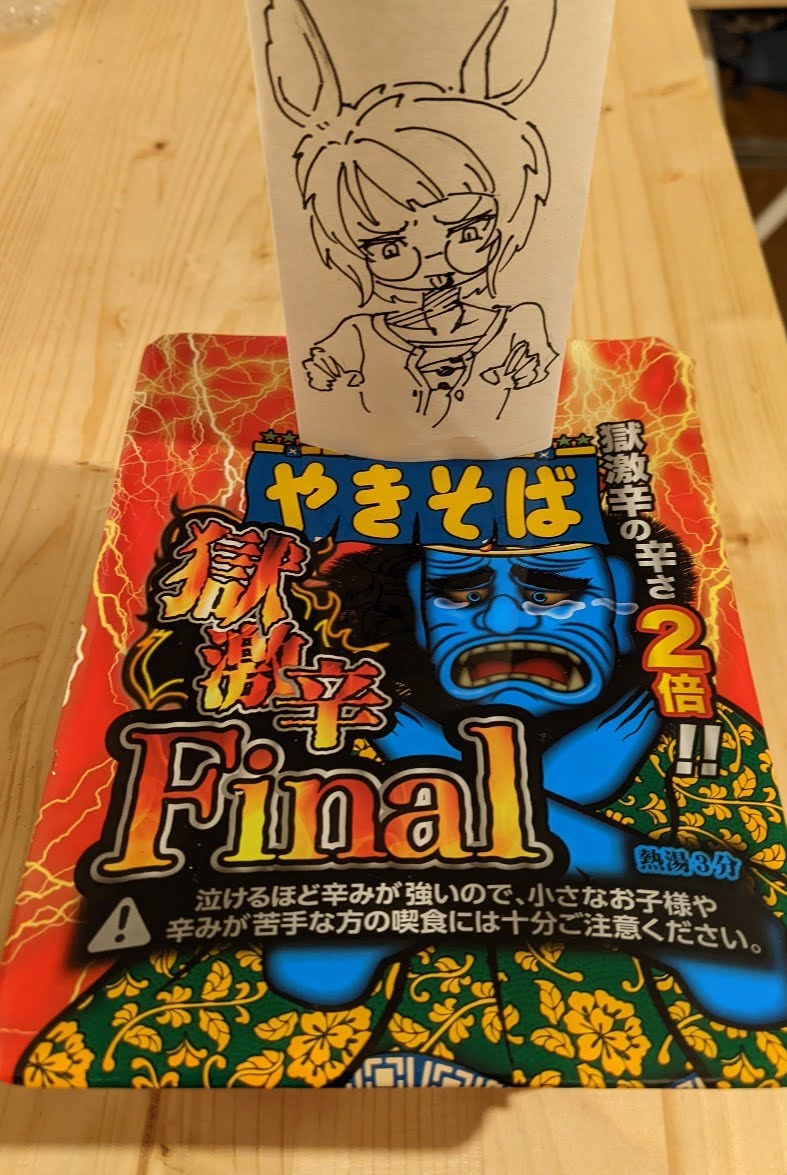 やきそば
獄激辛の辛さ2倍!!
獄激辛
Final
熱湯3分
泣けるほど辛みが強いので、小さなお子様や
辛みが苦手な方の喫食には十分ご注意ください。